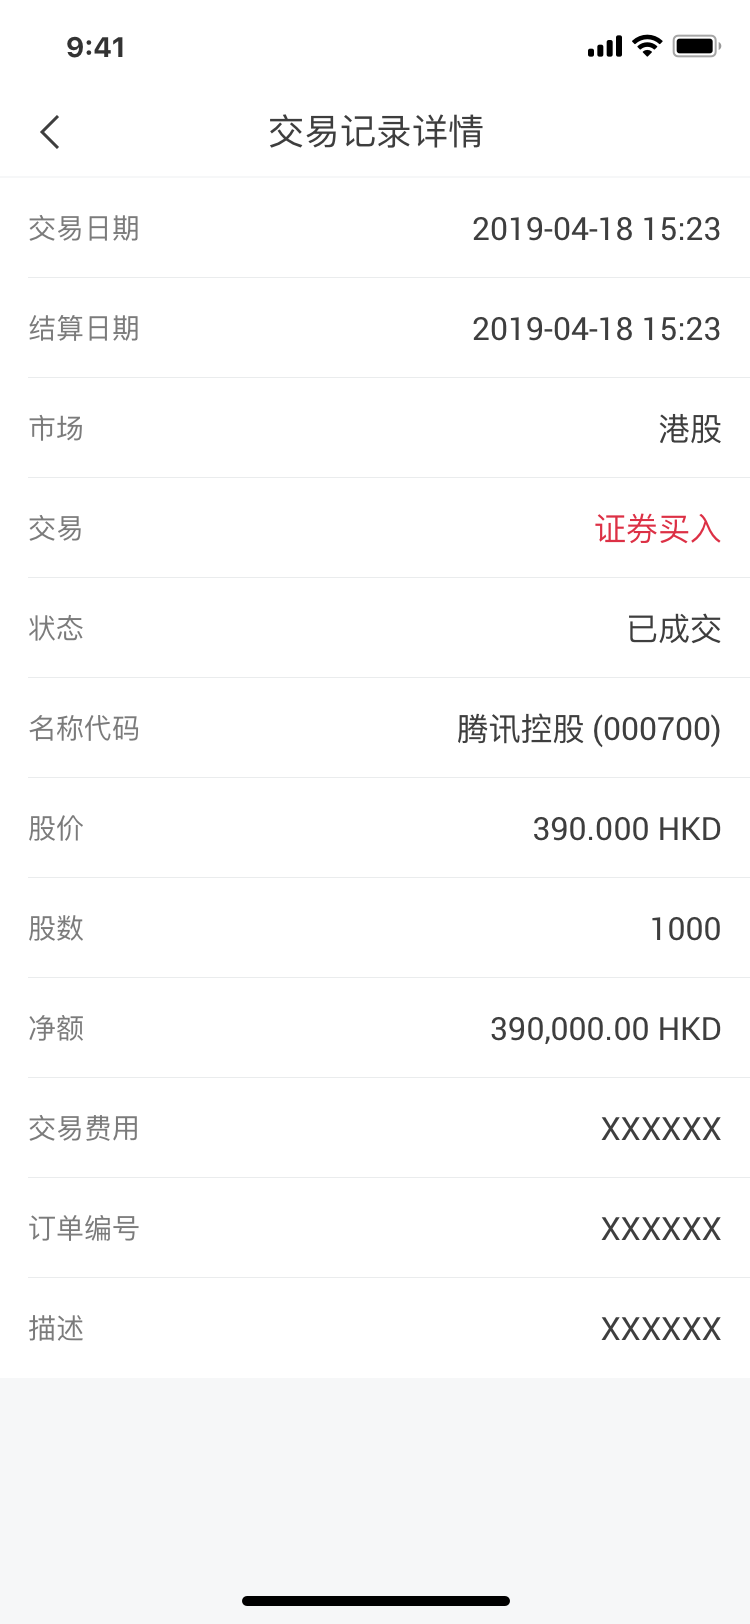 9:41
交易记录详情
交易日期 2019-04-18 15:23
结算日期 2019-04-18 15:23
市场 港股
交易 证券买入
状态 已成交
名称代码 腾讯控股 (000700)
股价 390.000 HKD
股数 1000
净额 390,000.00 HKD
交易费用 XXXXXX
订单编号 XXXXXX
描述 XXXXXX